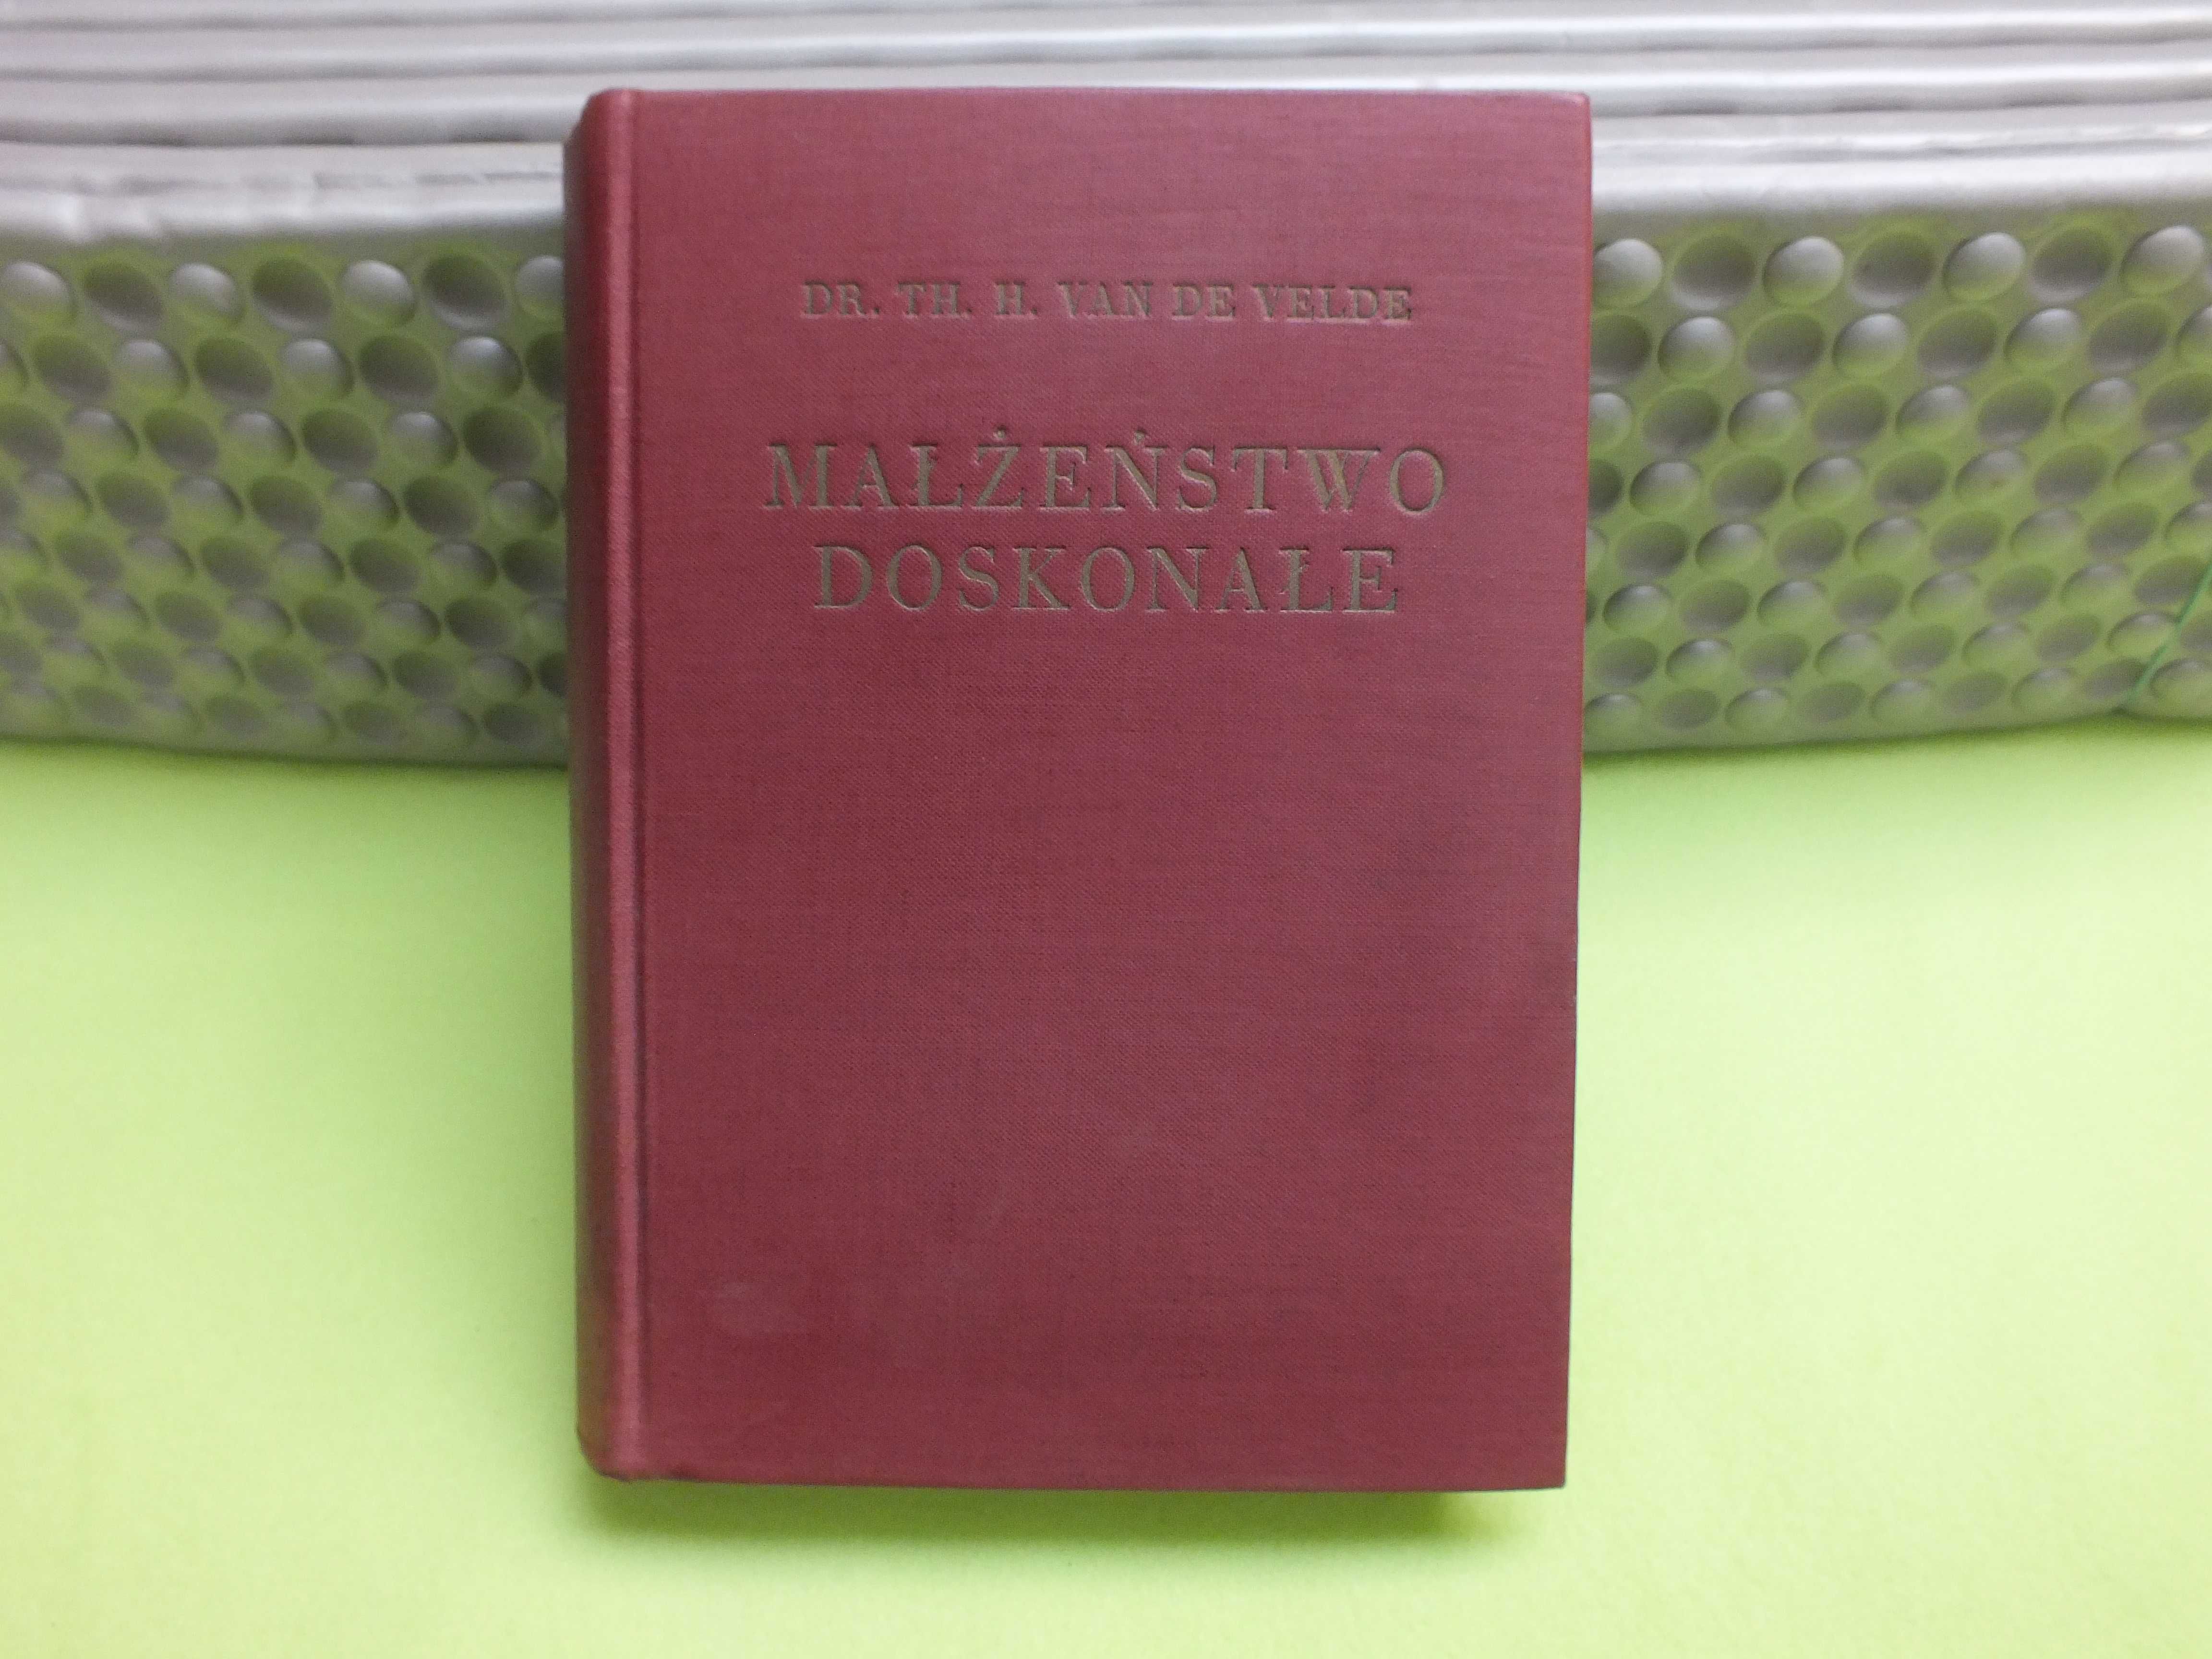 DR. TH. H. VAN DE VELDE
MAŁŻEŃSTWO
DOSKONAŁE